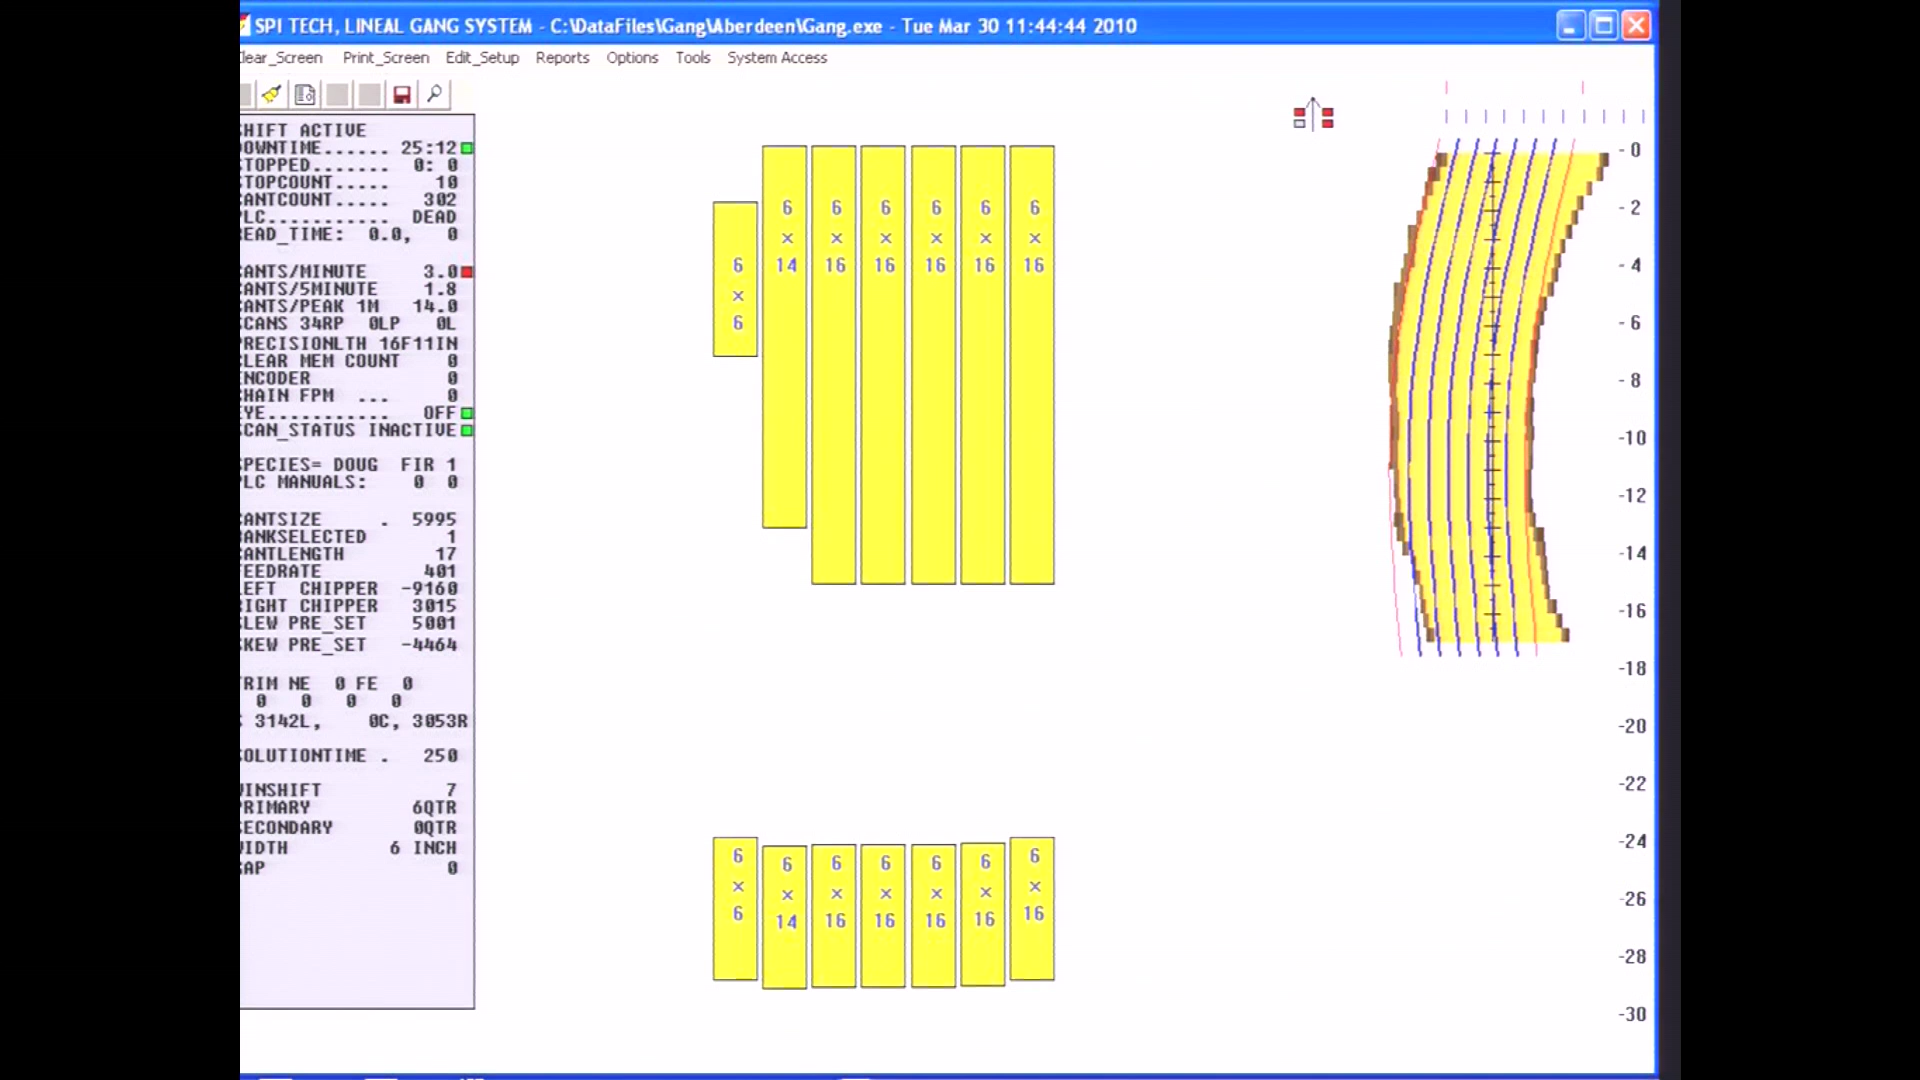 SPI TECH, LINEAL GANG SYSTEM - C:\DataFiles\Gang\Aberdeen\Gang.exe - Tue Mar 30 11:44:44 2010
lear_Screen Print_Screen Edit_Setup Reports Options Tools System Access
HIFT ACTIVE
OWNTIME...... 25:12
TOPPED....... 0: 0
TOPCOUNT..... 10
ANTCOUNT..... 302
LC........... DEAD
EAD_TIME: 0.0, 0
ANTS/MINUTE 3.0
ANTS/5MINUTE 1.8
ANTS/PEAK 1M 14.0
CANS 34RP 0LP 0L
PRECISIONLTH 16F11IN
CLEAR MEM COUNT 0
ENCODER 0
HAIN FPM ... 0
YE........... OFF
CAN_STATUS INACTIVE
PECIES= DOUG FIR 1
LC MANUALS: 0 0
ANTSIZE . 5995
ANKSELECTED 1
ANTLENGTH 17
EEDRATE 401
EFT CHIPPER -9160
IGHT CHIPPER 3015
LEW PRE_SET 5001
KEW PRE_SET -4464
RIM NE 0 FE 0
0 0 0 0
3142L, 0C, 3053R
OLUTIONTIME . 250
INSHIFT 7
PRIMARY 6QTR
ECONDARY 0QTR
IDTH 6 INCH
AP 0
6 × 6
6 × 14
6 × 16
6 × 16
6 × 16
6 × 16
6 × 16
6 × 6
6 × 14
6 × 16
6 × 16
6 × 16
6 × 16
6 × 16
- 0
- 2
- 4
- 6
- 8
-10
-12
-14
-16
-18
-20
-22
-24
-26
-28
-30